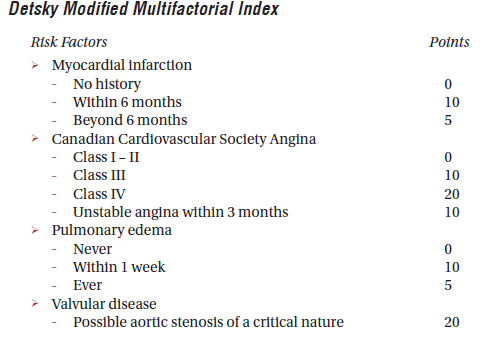 Detsky Modified Multifactorial Index
Risk Factors Points
➢ Myocardial infarction
- No history 0
- Within 6 months 10
- Beyond 6 months 5
➢ Canadian Cardiovascular Society Angina
- Class I – II 0
- Class III 10
- Class IV 20
- Unstable angina within 3 months 10
➢ Pulmonary edema
- Never 0
- Within 1 week 10
- Ever 5
➢ Valvular disease
- Possible aortic stenosis of a critical nature 20